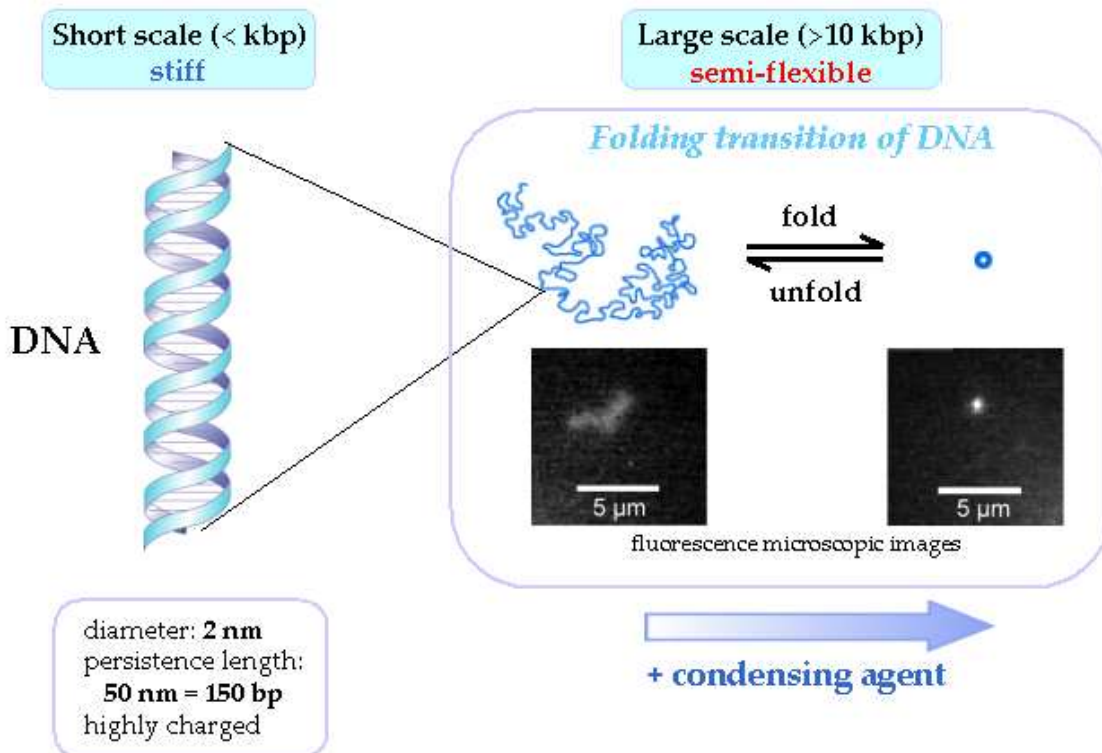 Short scale (< kbp)
stiff
Large scale (>10 kbp)
semi-flexible
Folding transition of DNA
fold
unfold
DNA
5 μm
5 μm
fluorescence microscopic images
diameter: 2 nm
persistence length:
50 nm = 150 bp
highly charged
+ condensing agent